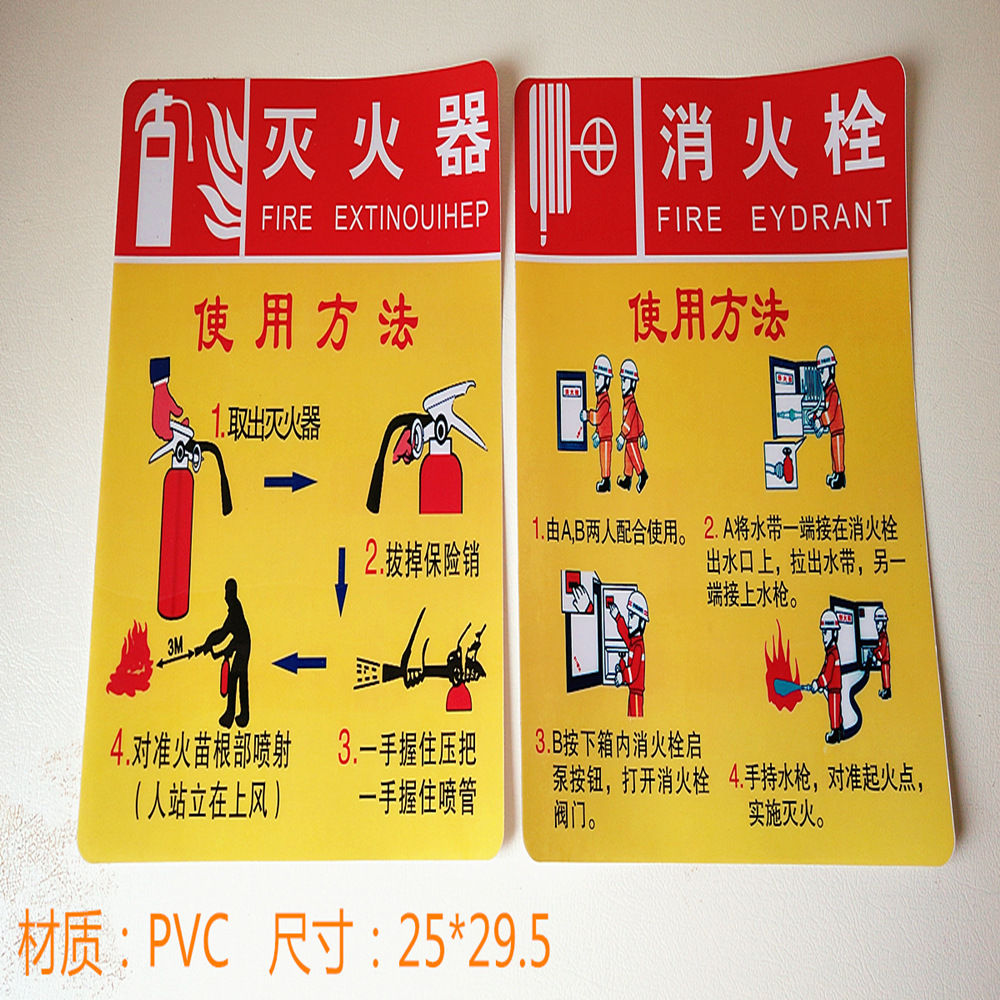 灭火器
FIRE EXTINOUIHEP
使用方法
1.取出灭火器
2.拔掉保险销
3M
4.对准火苗根部喷射
(人站立在上风)
3.一手握住压把
一手握住喷管
消火栓
FIRE EYDRANT
使用方法
1.由A,B两人配合使用。
2.A将水带一端接在消火栓
出水口上，拉出水带，另一
端接上水枪。
3.B按下箱内消火栓启
泵按钮，打开消火栓
阀门。
4.手持水枪，对准起火点，
实施灭火。
材质：PVC 尺寸：25*29.5